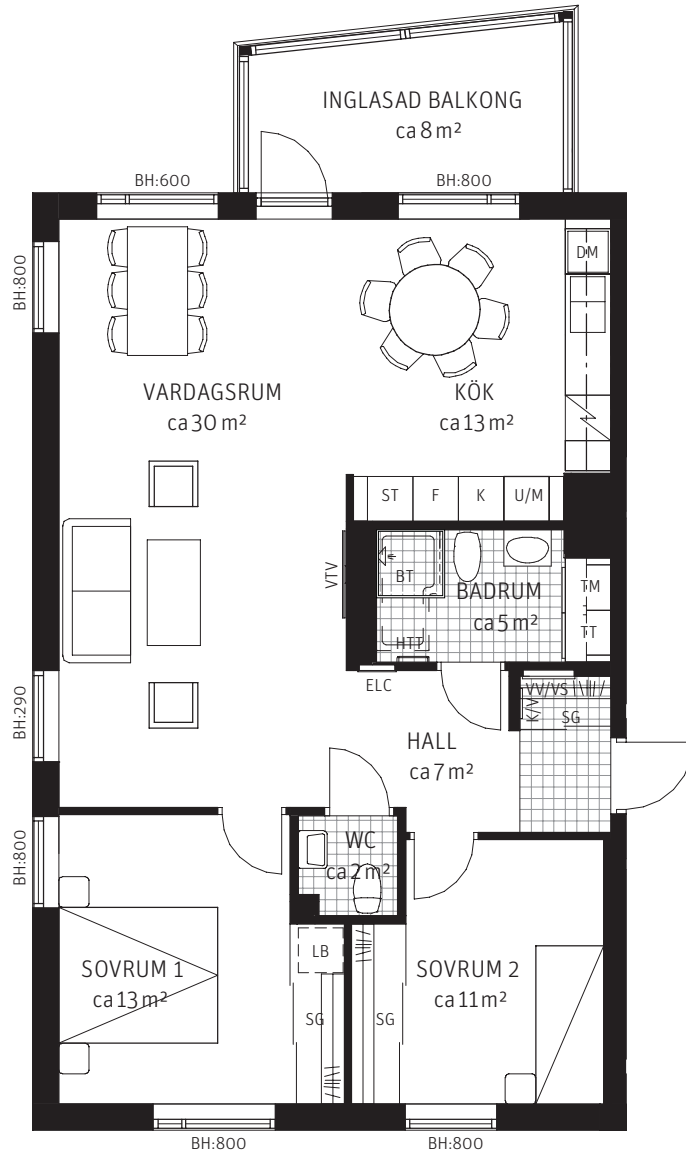 INGLASAD BALKONG
ca 8 m²
BH:600
BH:800
BH:800
DM
VARDAGSRUM
ca 30 m²
KÖK
ca 13 m²
ST
F
K
U/M
VTV
BT
BADRUM
ca 5 m²
TM
TT
HTT
ELC
VV/VS
K/V
SG
BH:290
HALL
ca 7 m²
BH:800
WC
ca 2 m²
LB
SOVRUM 1
ca 13 m²
SG
SG
SOVRUM 2
ca 11 m²
BH:800
BH:800